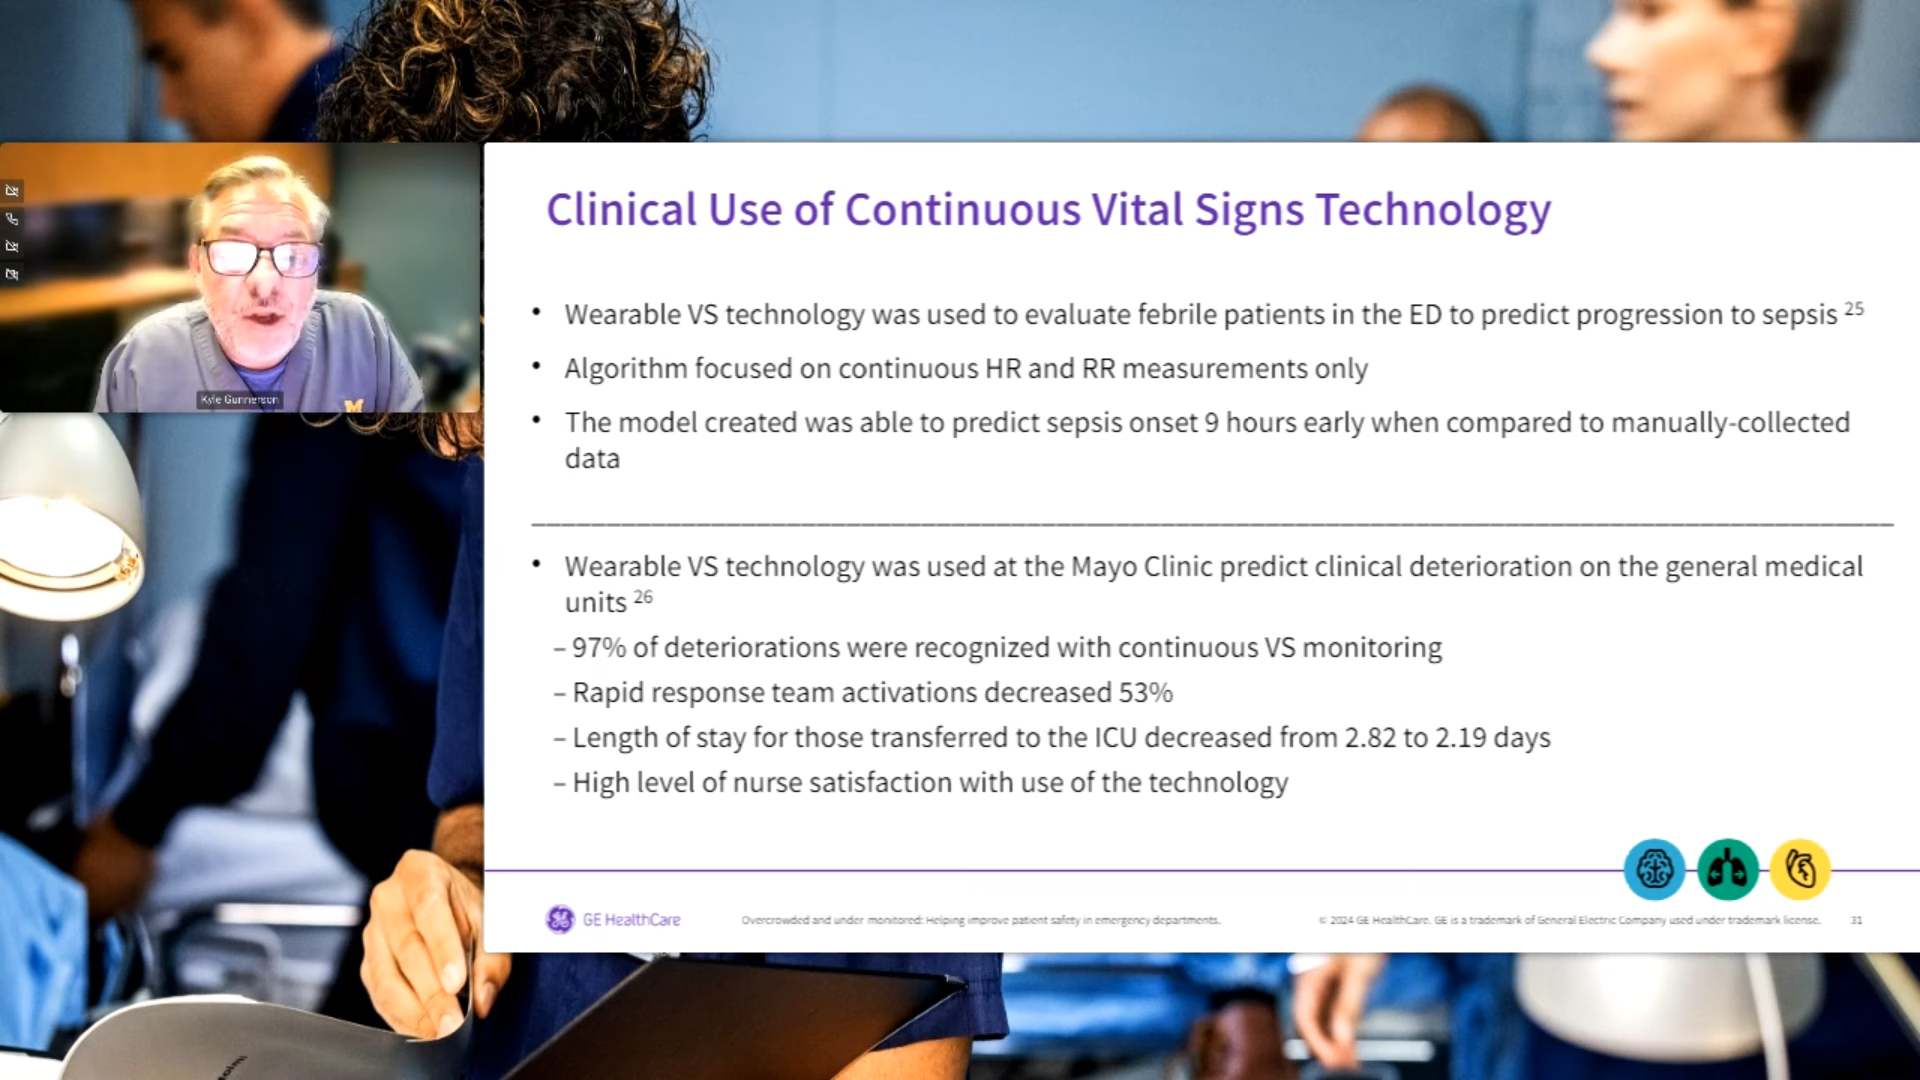 Clinical Use of Continuous Vital Signs Technology
• Wearable VS technology was used to evaluate febrile patients in the ED to predict progression to sepsis 25
• Algorithm focused on continuous HR and RR measurements only
• The model created was able to predict sepsis onset 9 hours early when compared to manually-collected
data
• Wearable VS technology was used at the Mayo Clinic predict clinical deterioration on the general medical
units 26
– 97% of deteriorations were recognized with continuous VS monitoring
– Rapid response team activations decreased 53%
– Length of stay for those transferred to the ICU decreased from 2.82 to 2.19 days
– High level of nurse satisfaction with use of the technology
Kyle Gunnerson
M
GE HealthCare
Overcrowded and under monitored: Helping improve patient safety in emergency departments.
© 2024 GE HealthCare. GE is a trademark of General Electric Company used under trademark license.
31